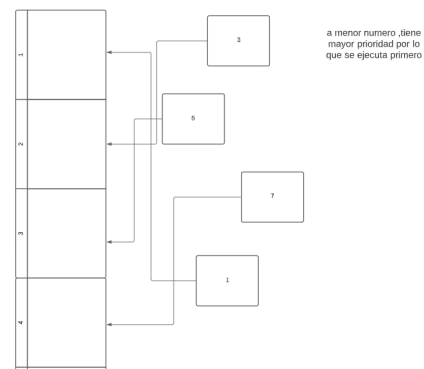 1
2
3
4
3
5
7
1
a menor numero ,tiene
mayor prioridad por lo
que se ejecuta primero